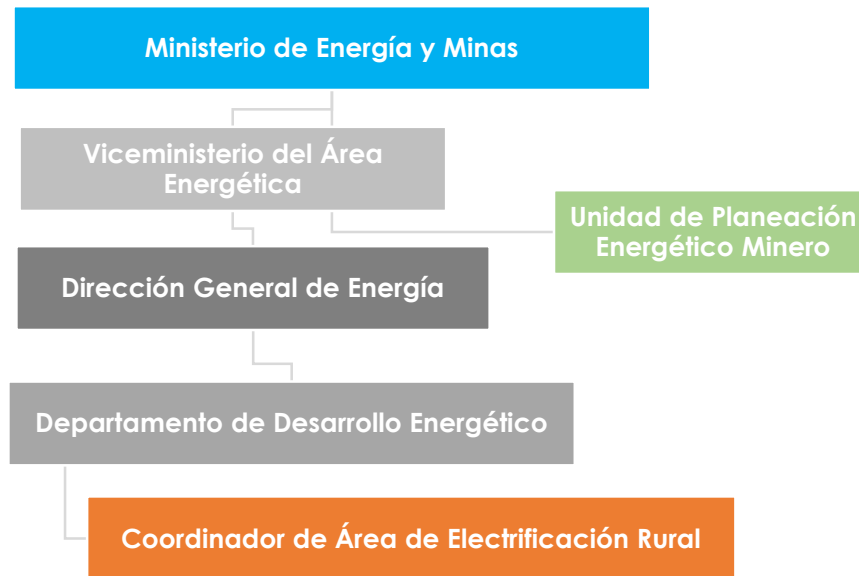 Ministerio de Energía y Minas
Viceministerio del Área
Energética
Unidad de Planeación
Energético Minero
Dirección General de Energía
Departamento de Desarrollo Energético
Coordinador de Área de Electrificación Rural